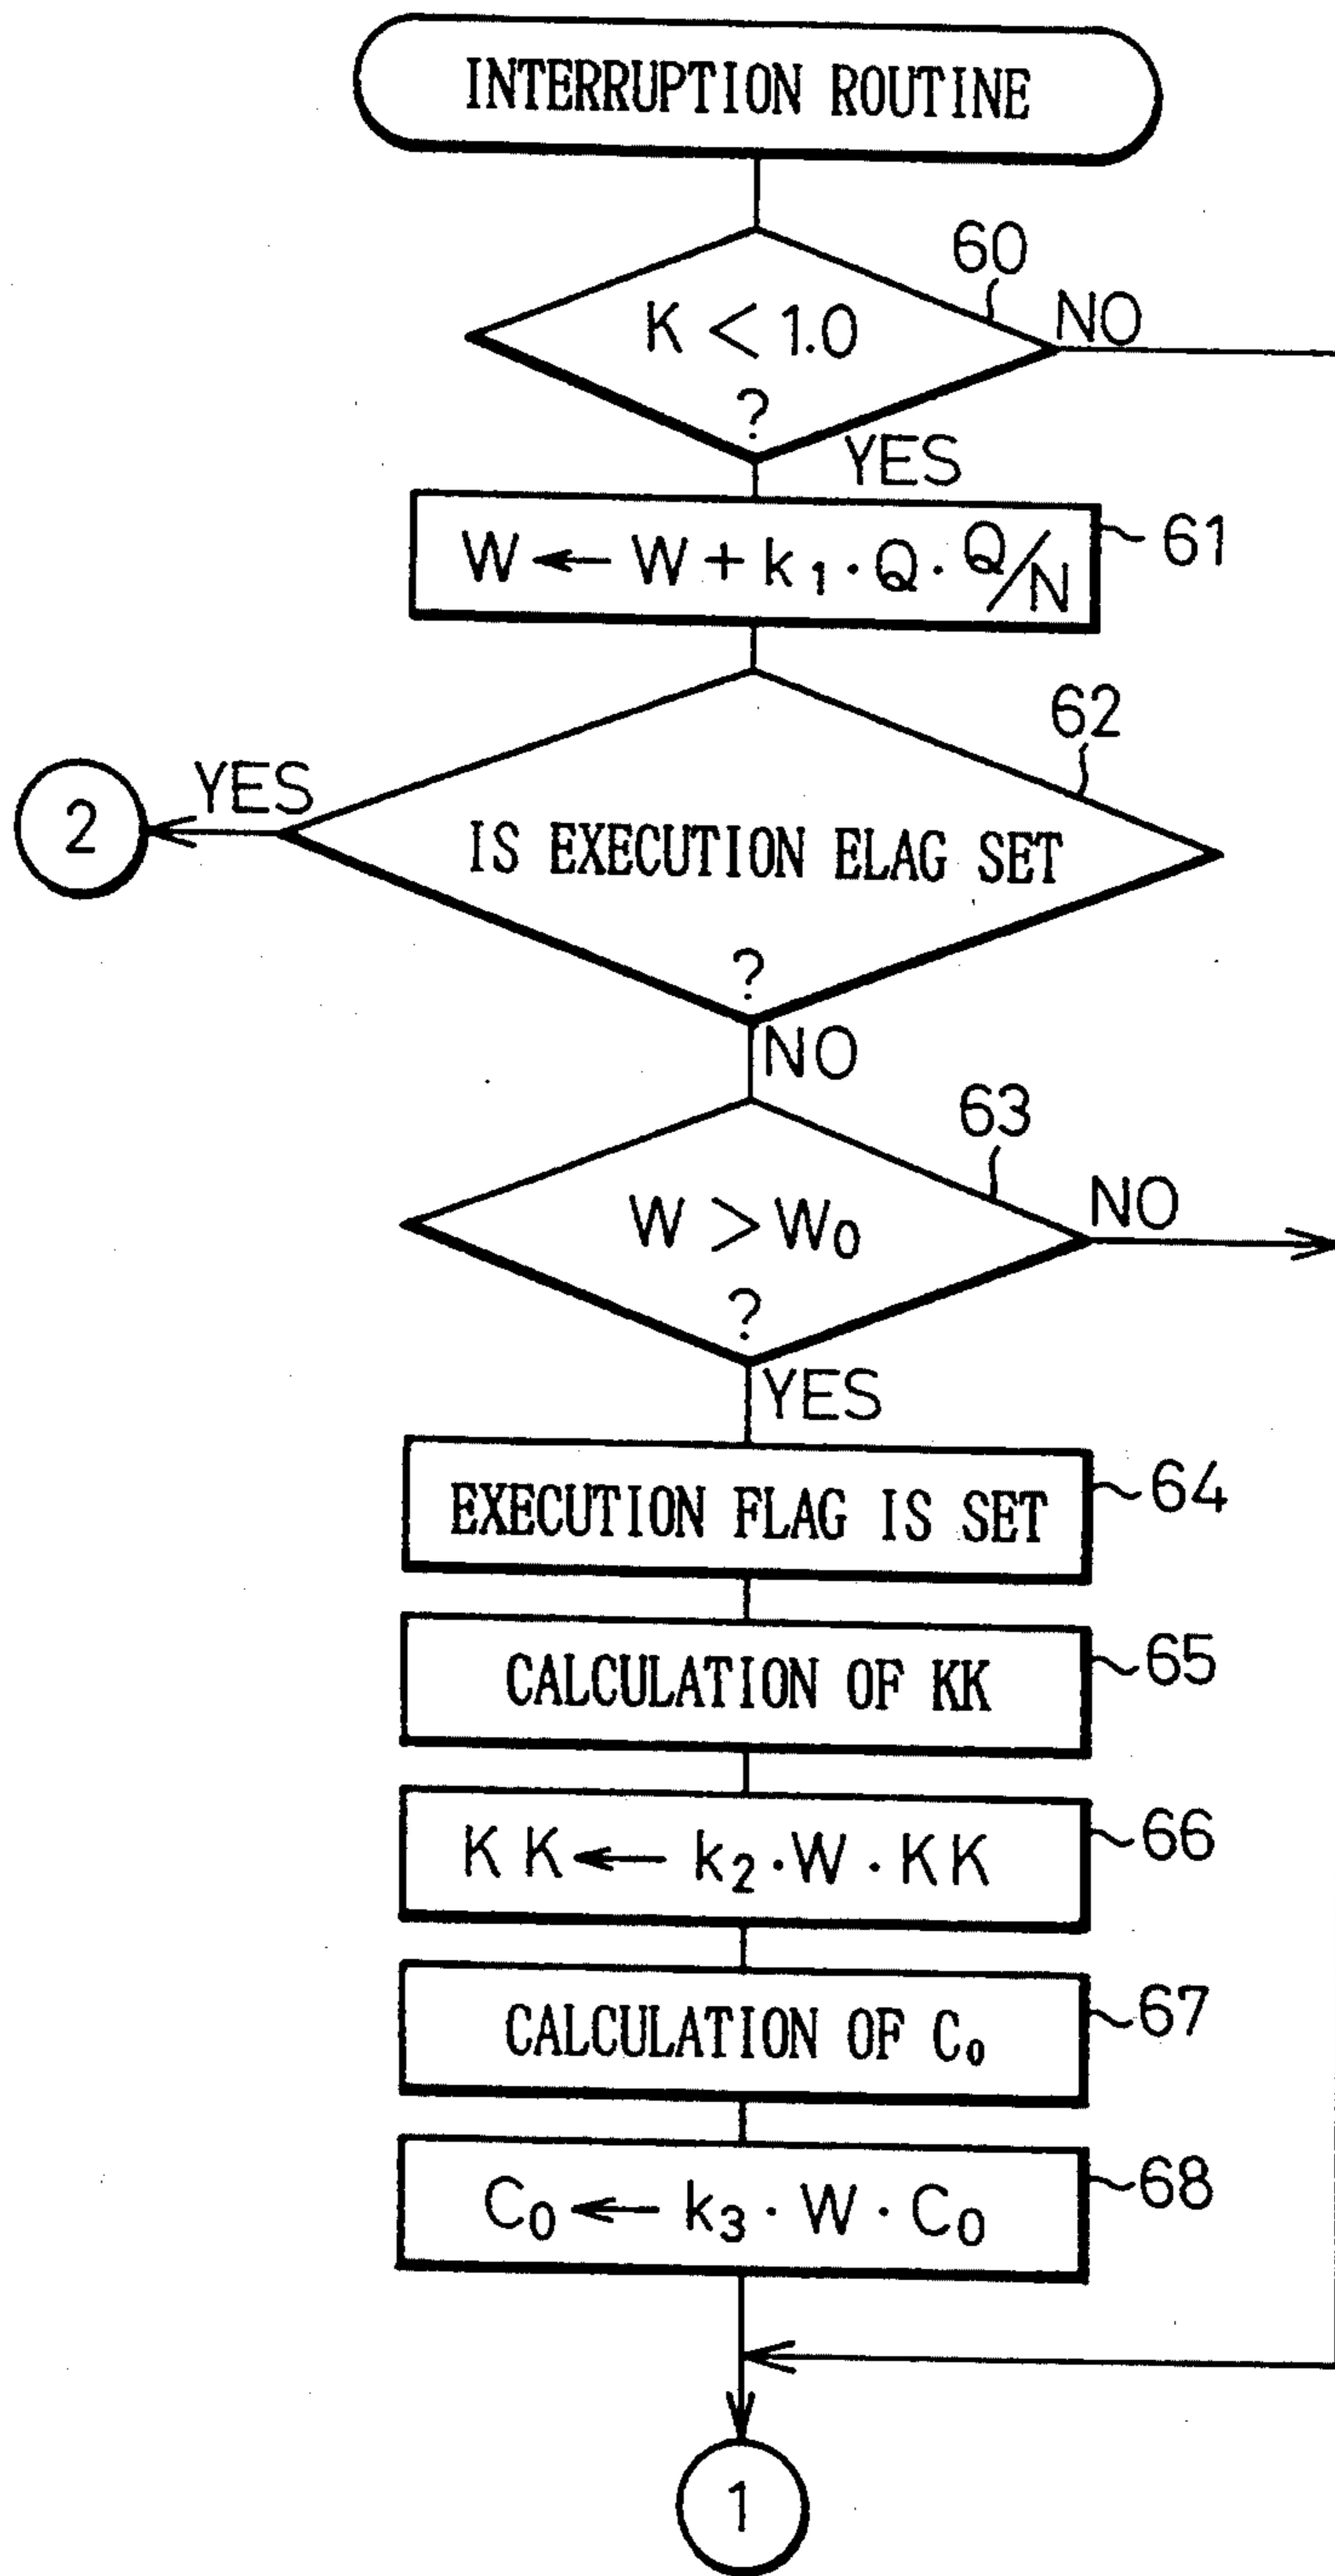 INTERRUPTION ROUTINE
60
K < 1.0
NO
?
YES
W ← W + k₁ · Q · Q/N
61
62
YES
2
IS EXECUTION ELAG SET
?
NO
63
W > W₀
NO
?
YES
EXECUTION FLAG IS SET
64
CALCULATION OF KK
65
KK ← k₂ · W · KK
66
CALCULATION OF C₀
67
C₀ ← k₃ · W · C₀
68
1